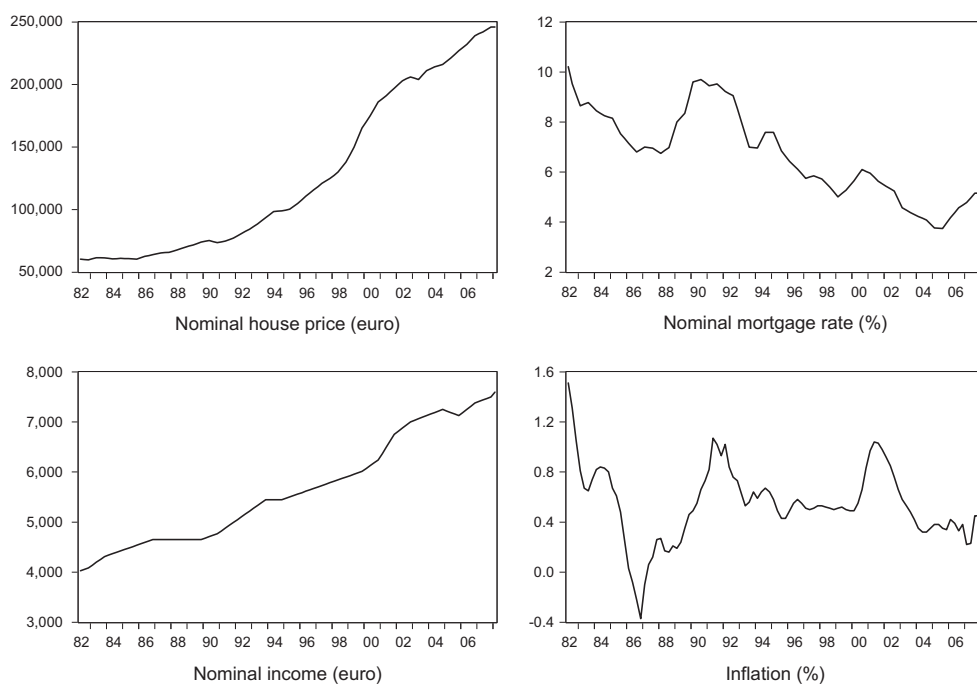 250,000
200,000
150,000
100,000
50,000
82 84 86 88 90 92 94 96 98 00 02 04 06
Nominal house price (euro)
12
10
8
6
4
2
82 84 86 88 90 92 94 96 98 00 02 04 06
Nominal mortgage rate (%)
8,000
7,000
6,000
5,000
4,000
3,000
82 84 86 88 90 92 94 96 98 00 02 04 06
Nominal income (euro)
1.6
1.2
0.8
0.4
0.0
-0.4
82 84 86 88 90 92 94 96 98 00 02 04 06
Inflation (%)